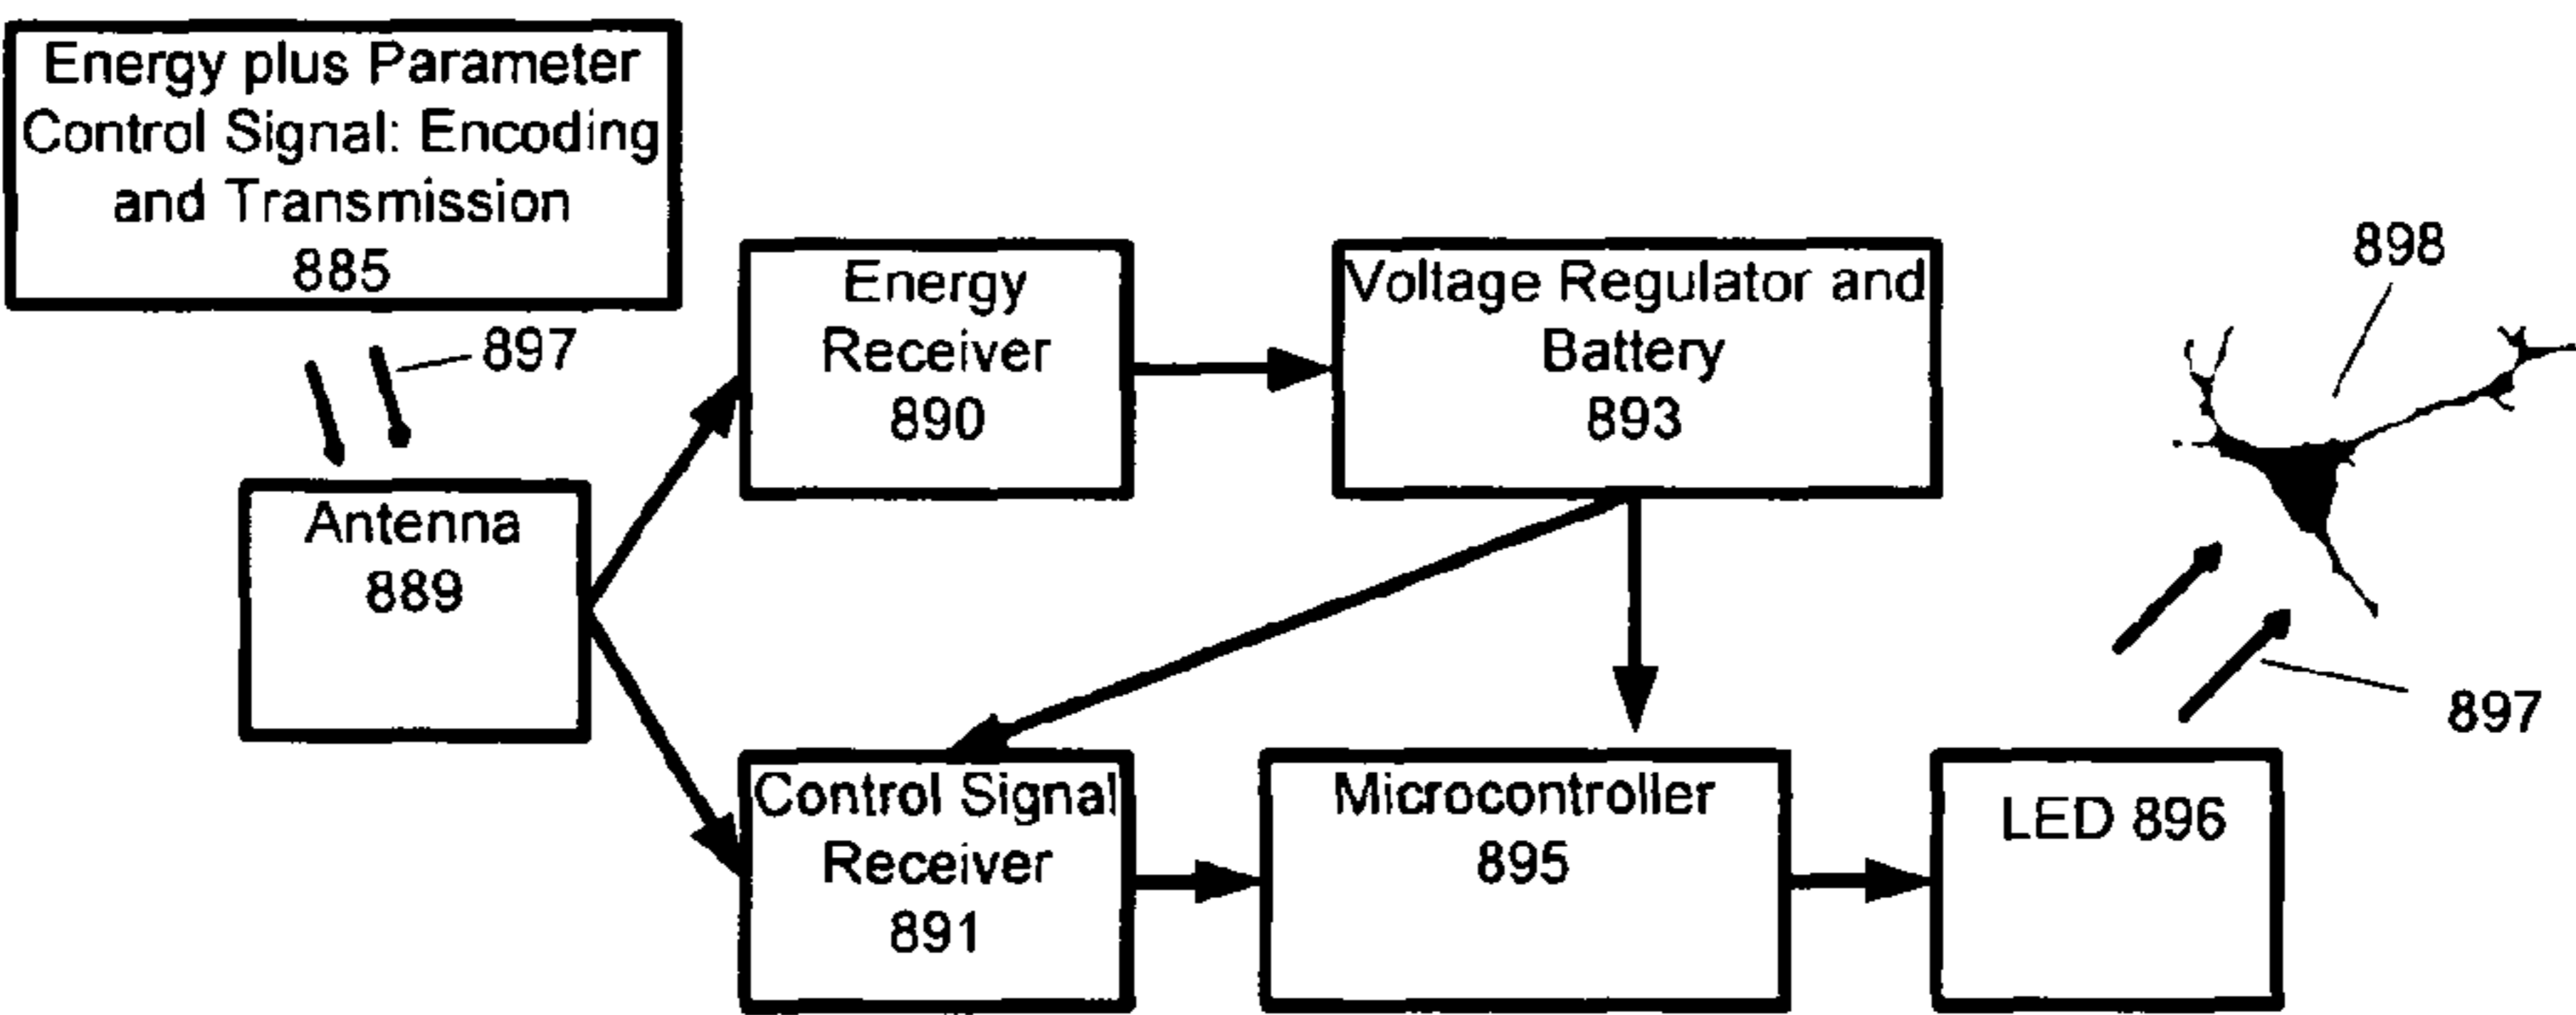 Energy plus Parameter
Control Signal: Encoding
and Transmission
885
897
Antenna
889
Energy
Receiver
890
Voltage Regulator and
Battery
893
898
Control Signal
Receiver
891
Microcontroller
895
LED 896
897